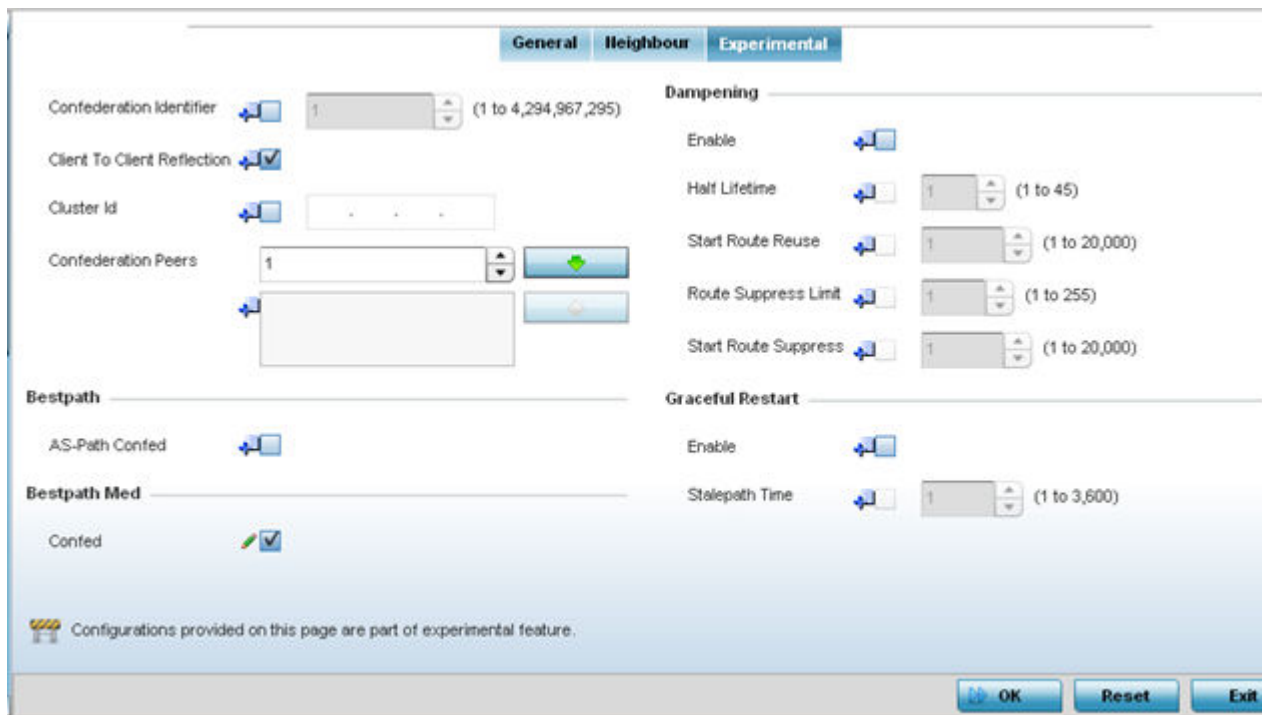 General Neighbour Experimental
Confederation Identifier 1 (1 to 4,294,967,295)
Client To Client Reflection
Cluster Id . . .
Confederation Peers 1
Bestpath
AS-Path Confed
Bestpath Med
Confed
Dampening
Enable
Half Lifetime 1 (1 to 45)
Start Route Reuse 1 (1 to 20,000)
Route Suppress Limit 1 (1 to 255)
Start Route Suppress 1 (1 to 20,000)
Graceful Restart
Enable
Stalepath Time 1 (1 to 3,600)
Configurations provided on this page are part of experimental feature.
OK Reset Exit